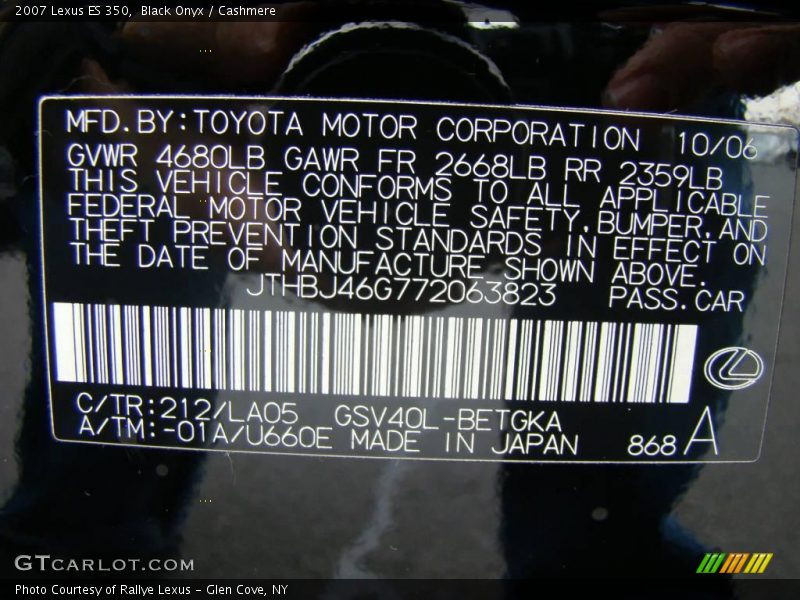 2007 Lexus ES 350, Black Onyx / Cashmere
MFD.BY:TOYOTA MOTOR CORPORATION 10/06
GVWR 4680LB GAWR FR 2668LB RR 2359LB
THIS VEHICLE CONFORMS TO ALL APPLICABLE
FEDERAL MOTOR VEHICLE SAFETY,BUMPER,AND
THEFT PREVENTION STANDARDS IN EFFECT ON
THE DATE OF MANUFACTURE SHOWN ABOVE.
JTHBJ46G772063823 PASS.CAR
C/TR:212/LA05 GSV40L-BETGKA
A/TM:-01A/U660E MADE IN JAPAN 868 A
GTCARLOT.COM
Photo Courtesy of Rallye Lexus - Glen Cove, NY